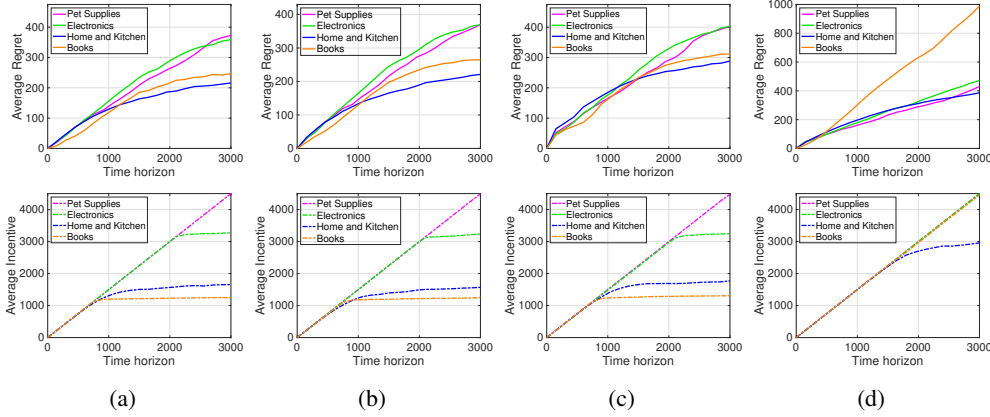 Average Regret
400
300
200
100
0
Pet Supplies
Electronics
Home and Kitchen
Books
0 1000 2000 3000
Time horizon
Average Regret
400
300
200
100
0
Pet Supplies
Electronics
Home and Kitchen
Books
0 1000 2000 3000
Time horizon
Average Regret
400
300
200
100
0
Pet Supplies
Electronics
Home and Kitchen
Books
0 1000 2000 3000
Time horizon
Average Regret
1000
800
600
400
200
0
Pet Supplies
Electronics
Home and Kitchen
Books
0 1000 2000 3000
Time horizon
Average Incentive
4000
3000
2000
1000
0
Pet Supplies
Electronics
Home and Kitchen
Books
0 1000 2000 3000
Time horizon
Average Incentive
4000
3000
2000
1000
0
Pet Supplies
Electronics
Home and Kitchen
Books
0 1000 2000 3000
Time horizon
Average Incentive
4000
3000
2000
1000
0
Pet Supplies
Electronics
Home and Kitchen
Books
0 1000 2000 3000
Time horizon
Average Incentive
4000
3000
2000
1000
0
Pet Supplies
Electronics
Home and Kitchen
Books
0 1000 2000 3000
Time horizon
(a) (b) (c) (d)